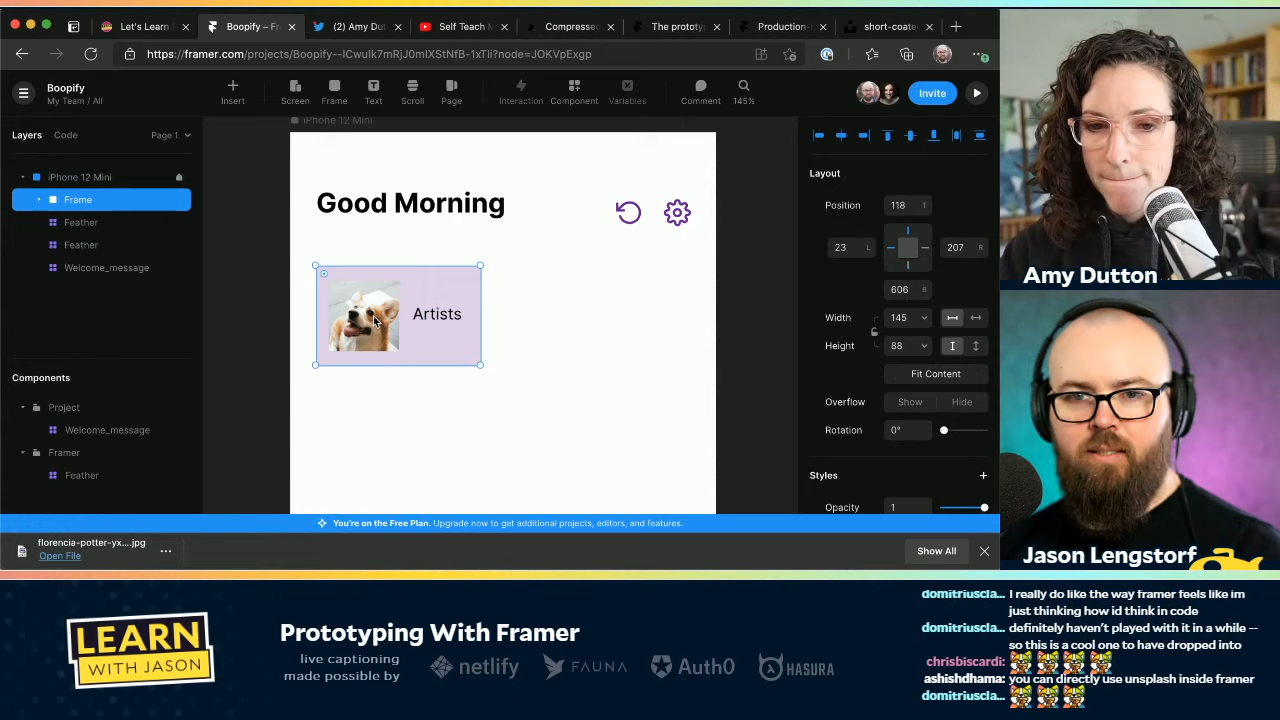 Let's Learn
Boopify – Fra
(2) Amy Dut
Self Teach M
Compresse
The prototy
Production-
short-coate
https://framer.com/projects/Boopify--ICwulk7mRjJ0mIXStNfB-1xTli?node=JOKVpExgp
Boopify
My Team / All
Insert
Screen
Frame
Text
Scroll
Page
Interaction
Component
Variables
Comment
145%
Invite
Layers
Code
Page 1
iPhone 12 Mini
Frame
Feather
Feather
Welcome_message
Components
Project
Welcome_message
Framer
Feather
iPhone 12 Mini
Good Morning
Artists
Layout
Position
118
T
23
L
207
R
606
B
Width
145
Height
88
Fit Content
Overflow
Show
Hide
Rotation
0°
Styles
Opacity
1
You're on the Free Plan. Upgrade now to get additional projects, editors, and features.
florencia-potter-yx....jpg
Open File
Show All
Amy Dutton
Jason Lengstorf
LEARN
WITH JASON
Prototyping With Framer
live captioning
made possible by
netlify
FAUNA
Auth0
HASURA
domitriuscla... I really do like the way framer feels like im
just thinking how id think in code
domitriuscla... definitely haven't played with it in a while --
so this is a cool one to have dropped into
chrisbiscardi:
ashishdhama: you can directly use unsplash inside framer
domitriuscla...